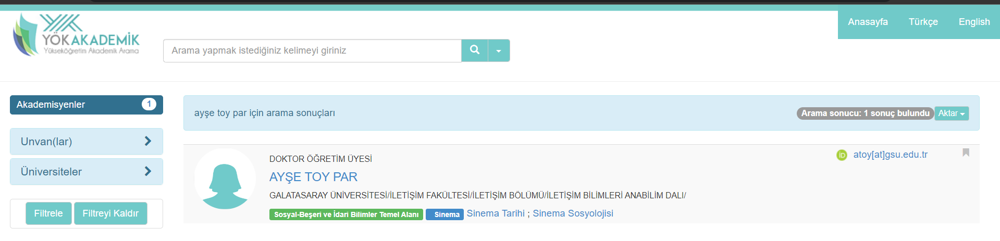 Anasayfa Türkçe English
YÖKAKADEMİK
Yükseköğretim Akademik Arama
Arama yapmak istediğiniz kelimeyi giriniz
Akademisyenler 1
Unvan(lar)
Üniversiteler
Filtrele Filtreyi Kaldır
ayşe toy par için arama sonuçları
Arama sonucu: 1 sonuç bulundu Aktar
DOKTOR ÖĞRETİM ÜYESİ
iD atoy[at]gsu.edu.tr
AYŞE TOY PAR
GALATASARAY ÜNİVERSİTESİ/İLETİŞİM FAKÜLTESİ/İLETİŞİM BÖLÜMÜ/İLETİŞİM BİLİMLERİ ANABİLİM DALI/
Sosyal-Beşeri ve İdari Bilimler Temel Alanı Sinema Sinema Tarihi ; Sinema Sosyolojisi